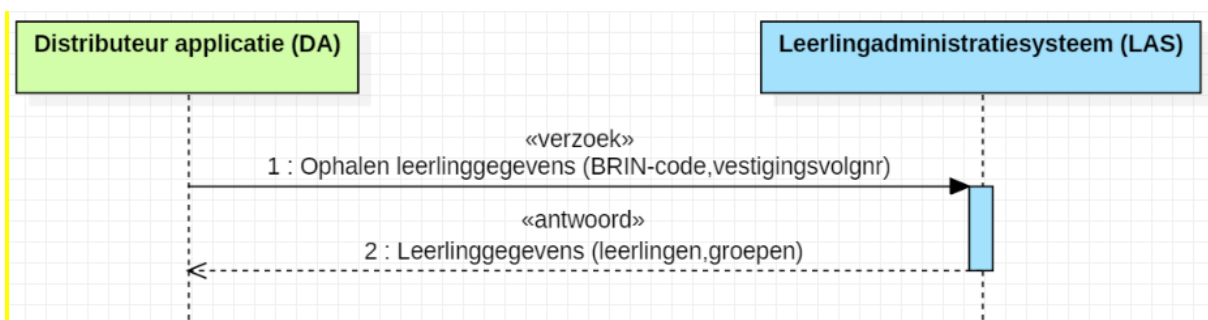 Distributeur applicatie (DA)
Leerlingadministratiesysteem (LAS)
«verzoek»
1 : Ophalen leerlinggegevens (BRIN-code,vestigingsvolgnr)
«antwoord»
2 : Leerlinggegevens (leerlingen,groepen)